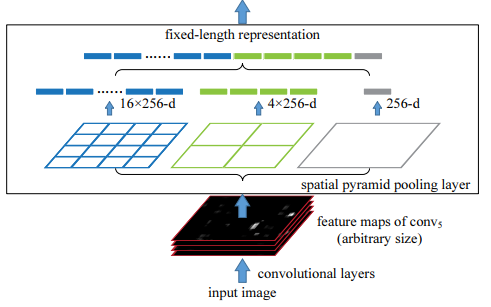 fixed-length representation
16×256-d
4×256-d
256-d
spatial pyramid pooling layer
feature maps of conv₅
(arbitrary size)
convolutional layers
input image